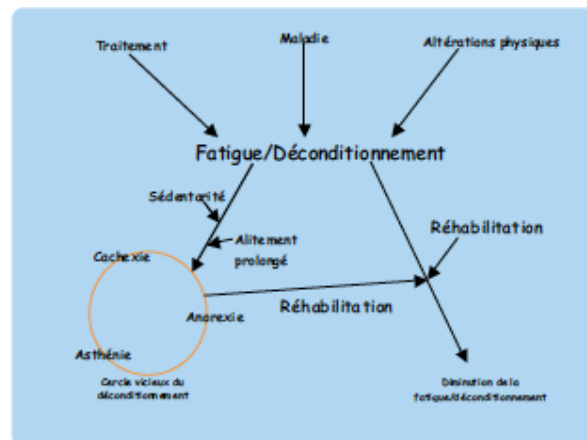 Traitement
Maladie
Altérations physiques
Fatigue/Déconditionnement
Sédentarité
Alitement
prolongé
Réhabilitation
Cachexie
Anorexie
Réhabilitation
Asthénie
Cercle vicieux du
déconditionnement
Diminution de la
fatigue/déconditionnement